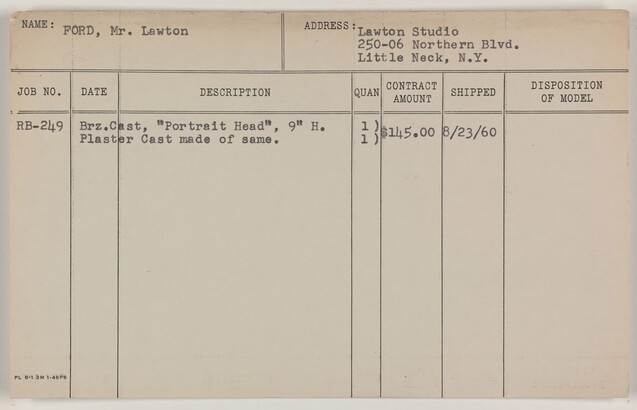 NAME: FORD, Mr. Lawton
ADDRESS: Lawton Studio
250-06 Northern Blvd.
Little Neck, N.Y.
JOB NO. DATE DESCRIPTION QUAN CONTRACT AMOUNT SHIPPED DISPOSITION OF MODEL
RB-249 Brz.Cast, "Portrait Head", 9" H. 1) $145.00 8/23/60
Plaster Cast made of same. 1)